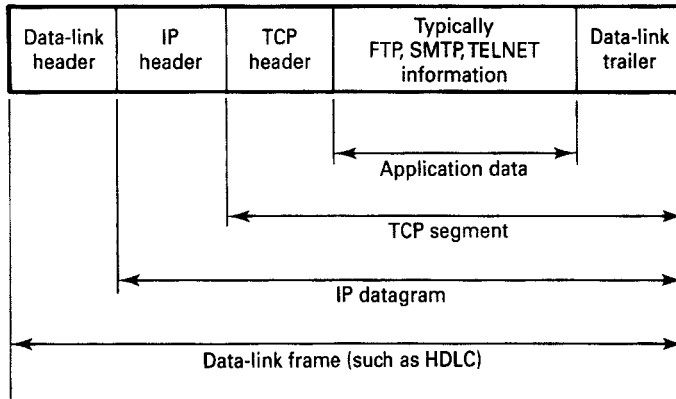 Data-link
header
IP
header
TCP
header
Typically
FTP, SMTP, TELNET
information
Data-link
trailer
Application data
TCP segment
IP datagram
Data-link frame (such as HDLC)